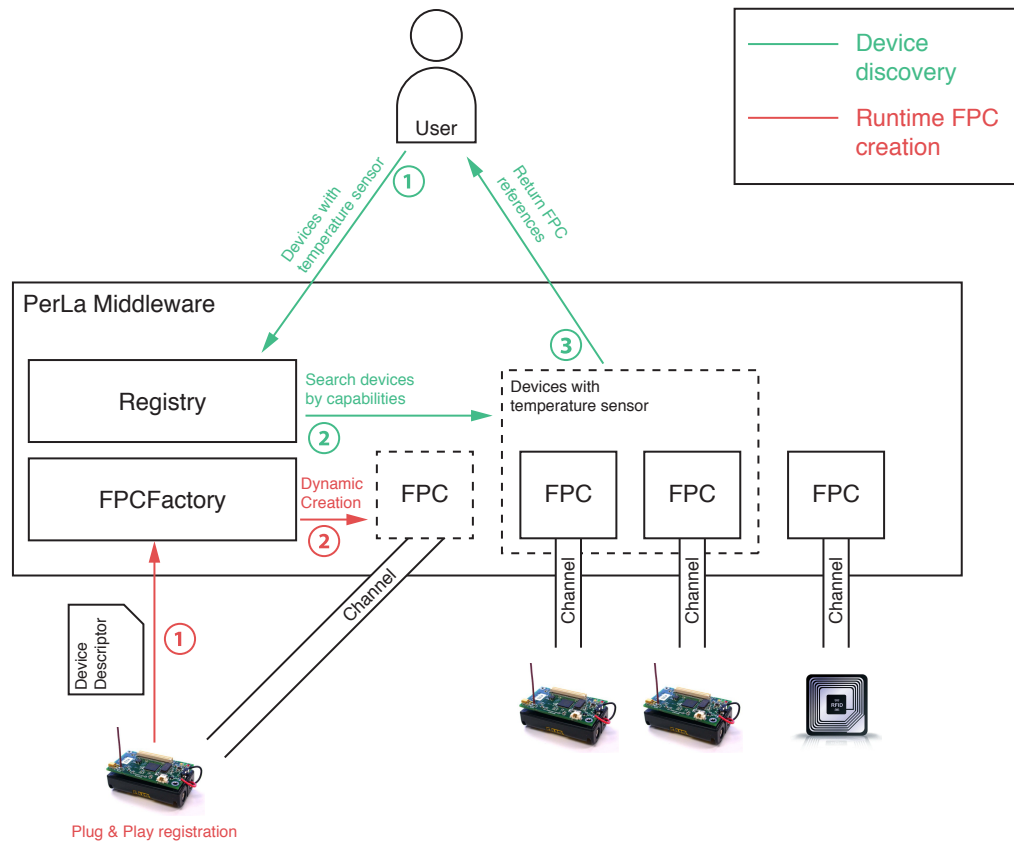 Device
discovery
Runtime FPC
creation
User
Devices with
temperature sensor
1
Return FPC
references
PerLa Middleware
3
Registry
Search devices
by capabilities
2
Devices with
temperature sensor
FPCFactory
Dynamic
Creation
2
FPC
FPC
FPC
FPC
Channel
Channel
Channel
Channel
Device
Descriptor
1
RFID
Plug & Play registration